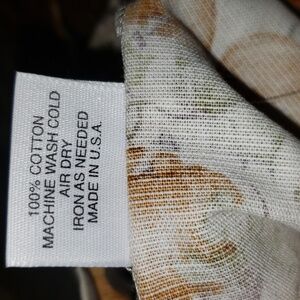 100% COTTON
MACHINE WASH COLD
AIR DRY
IRON AS NEEDED
MADE IN U.S.A.